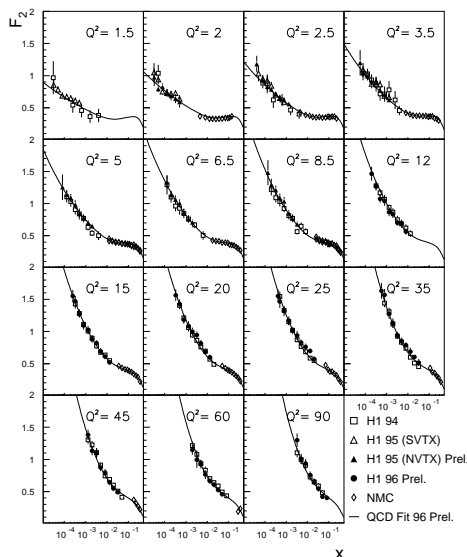 F₂
Q² = 1.5
Q² = 2
Q² = 2.5
Q² = 3.5
2
1.5
1
0.5
Q² = 5
Q² = 6.5
Q² = 8.5
Q² = 12
2
1.5
1
0.5
Q² = 15
Q² = 20
Q² = 25
Q² = 35
2
1.5
1
0.5
10⁻⁴ 10⁻³ 10⁻² 10⁻¹
Q² = 45
Q² = 60
Q² = 90
2
1.5
1
0.5
H1 94
H1 95 (SVTX)
H1 95 (NVTX) Prel.
H1 96 Prel.
NMC
QCD Fit 96 Prel.
10⁻⁴ 10⁻³ 10⁻² 10⁻¹ 10⁻⁴ 10⁻³ 10⁻² 10⁻¹ 10⁻⁴ 10⁻³ 10⁻² 10⁻¹
x